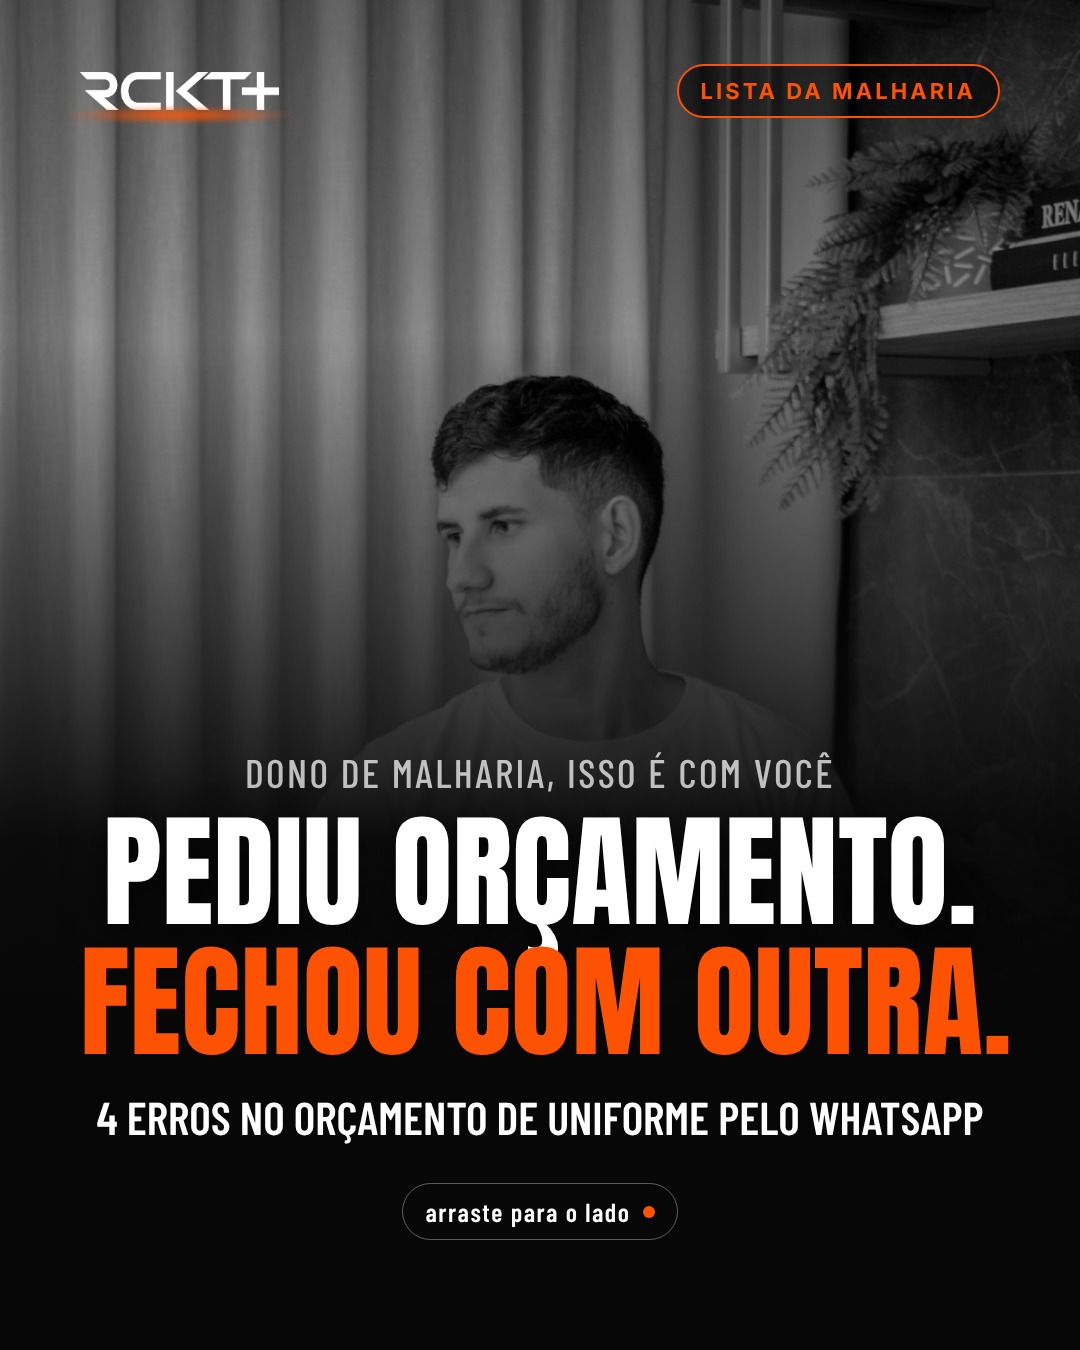 RCKT+
LISTA DA MALHARIA
DONO DE MALHARIA, ISSO É COM VOCÊ
PEDIU ORÇAMENTO.
FECHOU COM OUTRA.
4 ERROS NO ORÇAMENTO DE UNIFORME PELO WHATSAPP
arraste para o lado